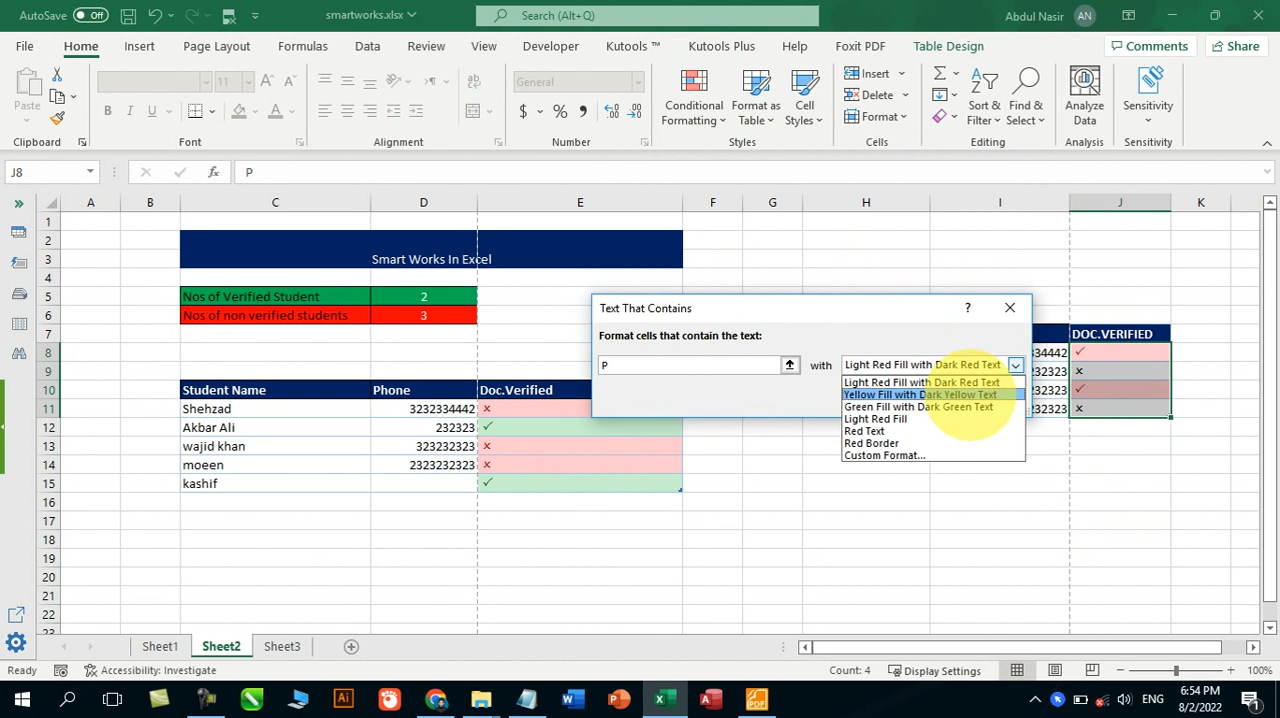 AutoSave Off
smartworks.xlsx
Search (Alt+Q)
Abdul Nasir AN
File Home Insert Page Layout Formulas Data Review View Developer Kutools ™ Kutools Plus Help Foxit PDF Table Design Comments Share
Paste
11
General
Conditional Formatting
Format as Table
Cell Styles
Insert
Delete
Format
Sort & Filter
Find & Select
Analyze Data
Sensitivity
Clipboard Font Alignment Number Styles Cells Editing Analysis Sensitivity
J8 fx P
A B C D E F G H I J K
1
2
3 Smart Works In Excel
4
5 Nos of Verified Student 2
6 Nos of non verified students 3
7 DOC.VERIFIED
8 2334442 ✓
9 x
10 Student Name Phone Doc.Verified ✓
11 Shehzad 3232334442 x x
12 Akbar Ali 232323 ✓
13 wajid khan 323232323 x
14 moeen 2323232323 x
15 kashif ✓
16
17
18
19
20
21
22
23
Text That Contains ?
Format cells that contain the text:
P with Light Red Fill with Dark Red Text
Light Red Fill with Dark Red Text
Yellow Fill with Dark Yellow Text
Green Fill with Dark Green Text
Light Red Fill
Red Text
Red Border
Custom Format...
Sheet1 Sheet2 Sheet3
Ready Accessibility: Investigate Count: 4 Display Settings 100%
ENG 6:54 PM
8/2/2022